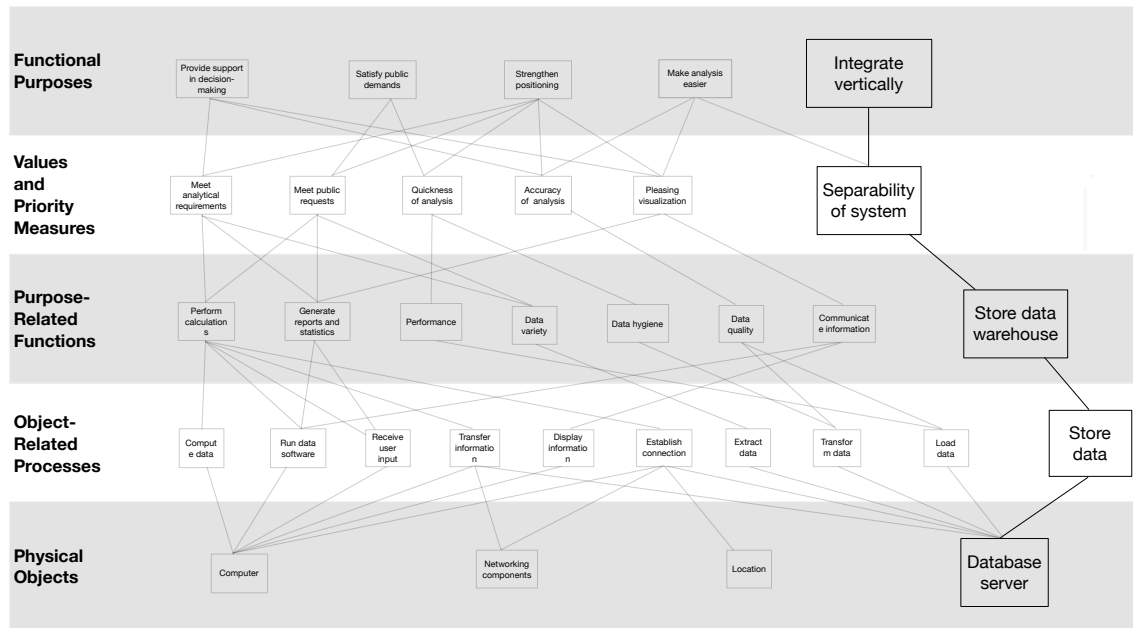 Functional
Purposes
Provide support
in decision-
making
Satisfy public
demands
Strengthen
positioning
Make analysis
easier
Integrate
vertically
Values
and
Priority
Measures
Meet
analytical
requirements
Meet public
requests
Quickness
of analysis
Accuracy
of analysis
Pleasing
visualization
Separability
of system
Purpose-
Related
Functions
Perform
calculation
s
Generate
reports and
statistics
Performance
Data
variety
Data hygiene
Data
quality
Communicat
e information
Store data
warehouse
Object-
Related
Processes
Comput
e data
Run data
software
Receive
user
input
Transfer
informatio
n
Display
informatio
n
Establish
connection
Extract
data
Transfor
m data
Load
data
Store
data
Physical
Objects
Computer
Networking
components
Location
Database
server